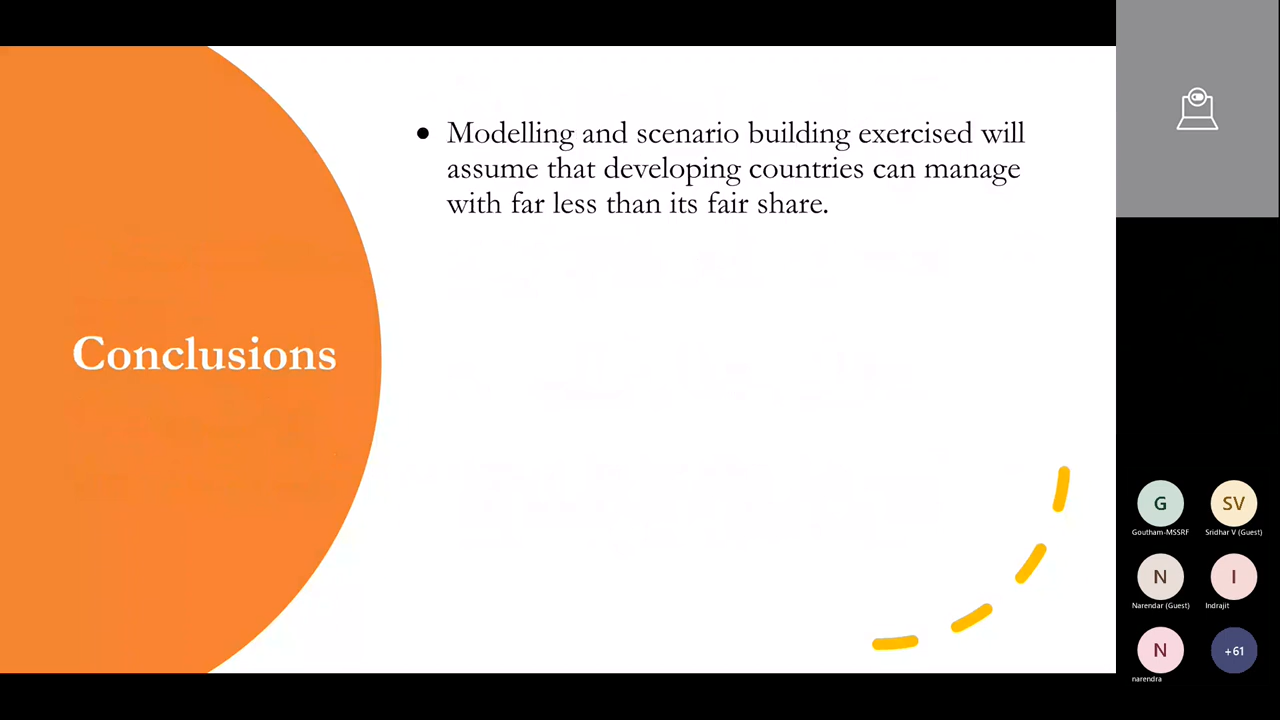 Conclusions
• Modelling and scenario building exercised will
assume that developing countries can manage
with far less than its fair share.
G
SV
Goutham-MSSRF
Sridhar V (Guest)
N
I
Narendar (Guest)
Indrajit
N
+61
narendra